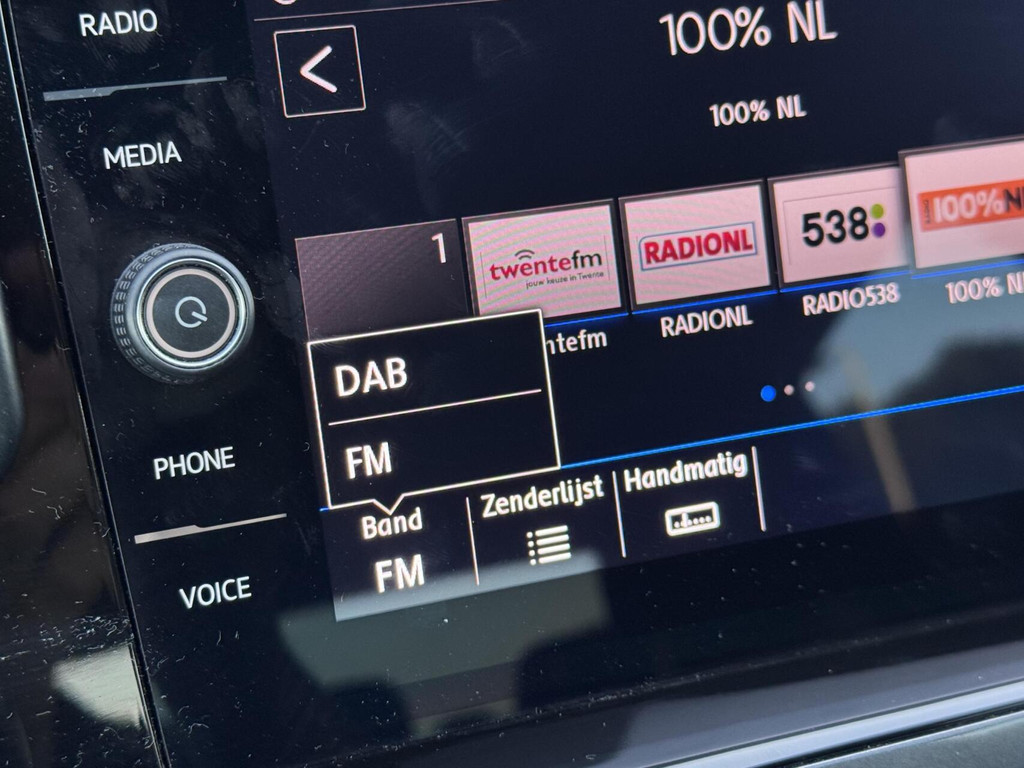 RADIO
MEDIA
PHONE
VOICE
100% NL
100% NL
1
twentefm
jouw keuze in Twente
RADIONL
538
100%N
ntefm
RADIONL
RADIO538
100% NL
DAB
FM
Band
FM
Zenderlijst
Handmatig